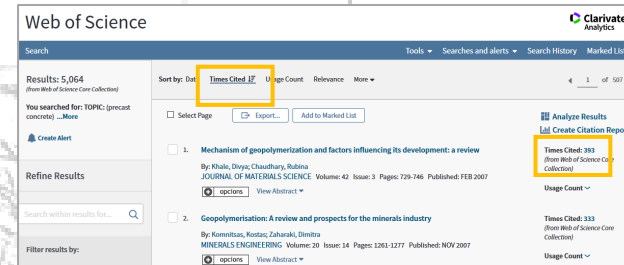 Web of Science
Clarivate
Analytics
Search
Tools Searches and alerts Search History Marked List
Results: 5,064
(from Web of Science Core Collection)
You searched for: TOPIC: (precast
concrete) ...More
Create Alert
Refine Results
Search within results for...
Filter results by:
Sort by: Date Times Cited Usage Count Relevance More
1 of 507
Select Page Export... Add to Marked List
Analyze Results
Create Citation Repo
1. Mechanism of geopolymerization and factors influencing its development: a review
By: Khale, Divya; Chaudhary, Rubina
JOURNAL OF MATERIALS SCIENCE Volume: 42 Issue: 3 Pages: 729-746 Published: FEB 2007
opcions View Abstract
Times Cited: 393
(from Web of Science Core
Collection)
Usage Count
2. Geopolymerisation: A review and prospects for the minerals industry
By: Komnitsas, Kostas; Zaharaki, Dimitra
MINERALS ENGINEERING Volume: 20 Issue: 14 Pages: 1261-1277 Published: NOV 2007
opcions View Abstract
Times Cited: 333
(from Web of Science Core
Collection)
Usage Count